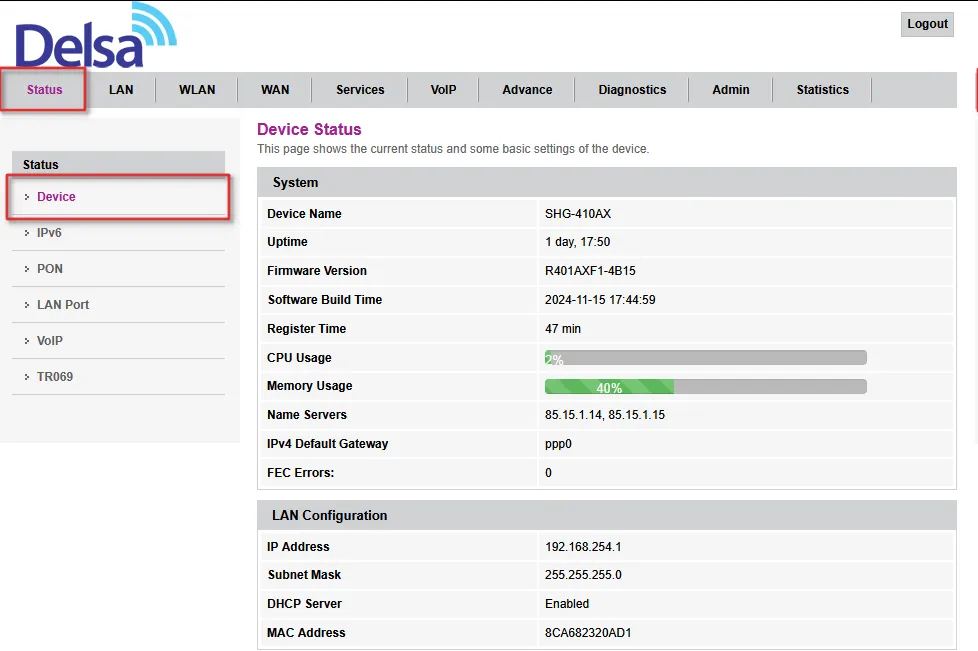 Delsa
Logout
Status LAN WLAN WAN Services VoIP Advance Diagnostics Admin Statistics
Status
Device
IPv6
PON
LAN Port
VoIP
TR069
Device Status
This page shows the current status and some basic settings of the device.
System
Device Name SHG-410AX
Uptime 1 day, 17:50
Firmware Version R401AXF1-4B15
Software Build Time 2024-11-15 17:44:59
Register Time 47 min
CPU Usage 2%
Memory Usage 40%
Name Servers 85.15.1.14, 85.15.1.15
IPv4 Default Gateway ppp0
FEC Errors: 0
LAN Configuration
IP Address 192.168.254.1
Subnet Mask 255.255.255.0
DHCP Server Enabled
MAC Address 8CA682320AD1